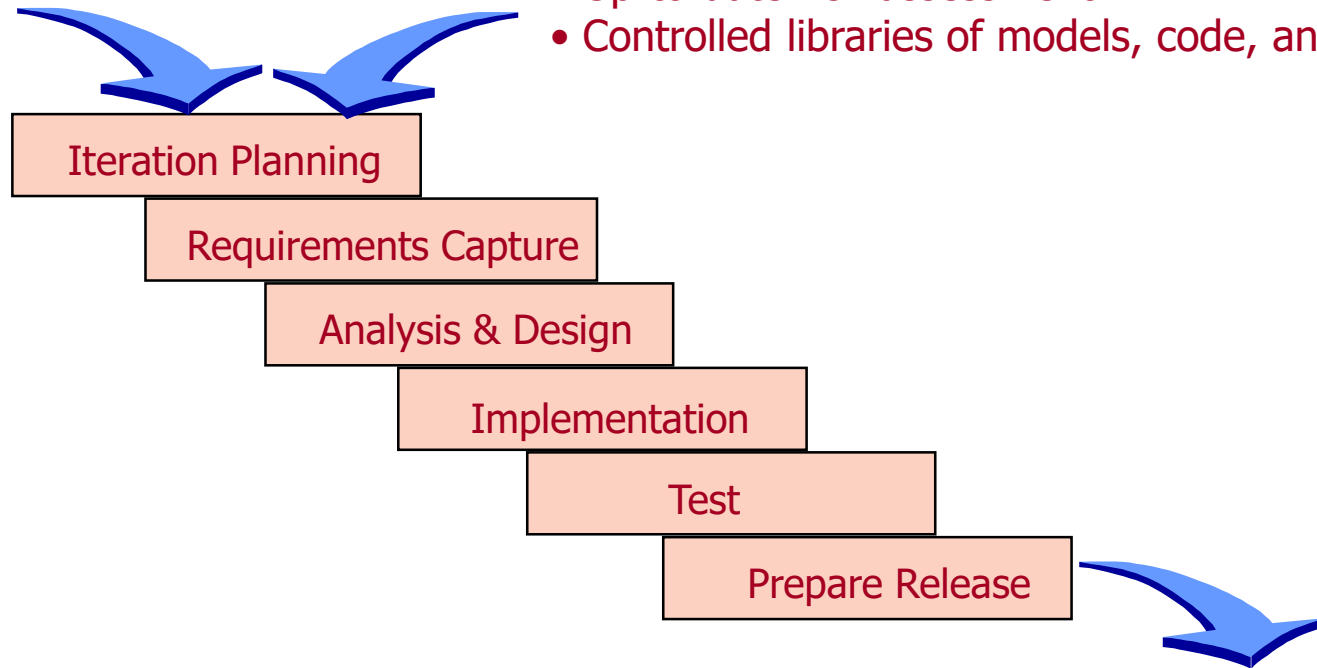 • Controlled libraries of models, code, an
Iteration Planning
Requirements Capture
Analysis & Design
Implementation
Test
Prepare Release